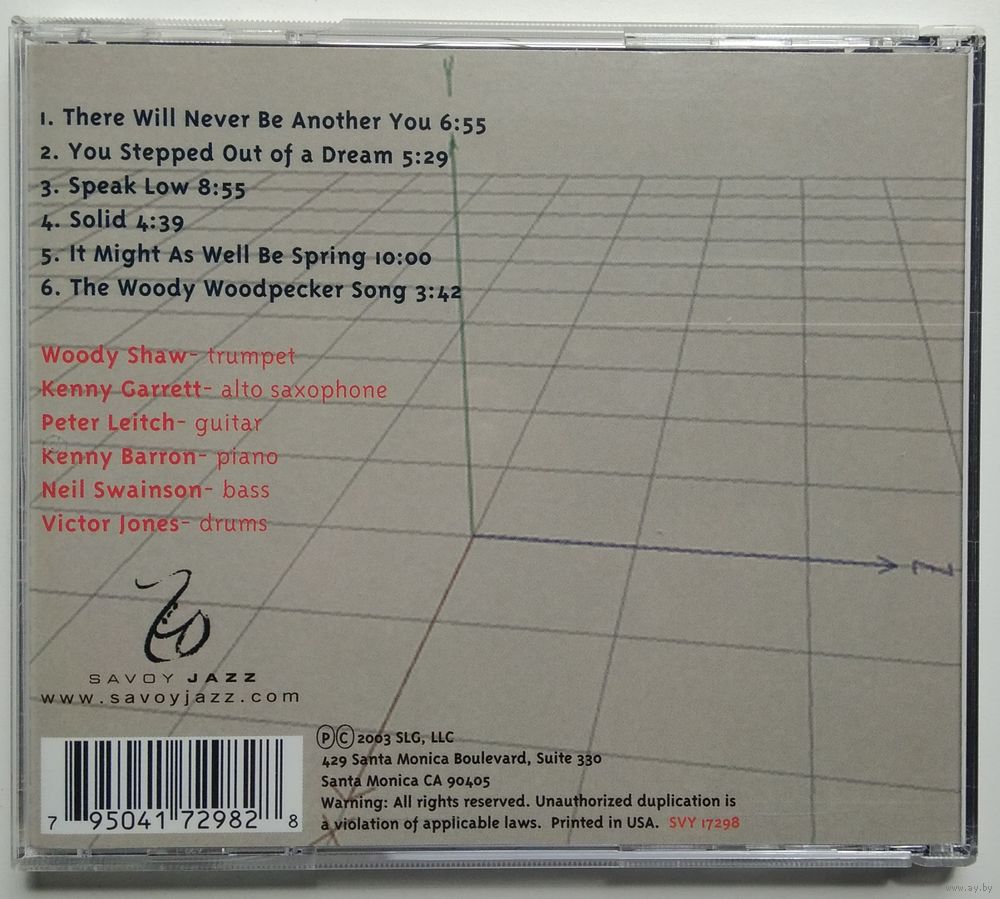 Y
1. There Will Never Be Another You 6:55
2. You Stepped Out of a Dream 5:29
3. Speak Low 8:55
4. Solid 4:39
5. It Might As Well Be Spring 10:00
6. The Woody Woodpecker Song 3:42
Woody Shaw- trumpet
Kenny Garrett- alto saxophone
Peter Leitch- guitar
Kenny Barron- piano
Neil Swainson- bass
Victor Jones- drums
Z
SAVOY JAZZ
www.savoyjazz.com
ⓅⒸ2003 SLG, LLC
429 Santa Monica Boulevard, Suite 330
Santa Monica CA 90405
Warning: All rights reserved. Unauthorized duplication is
a violation of applicable laws. Printed in USA. SVY 17298
X
7 95041 72982 8
www.ay.by